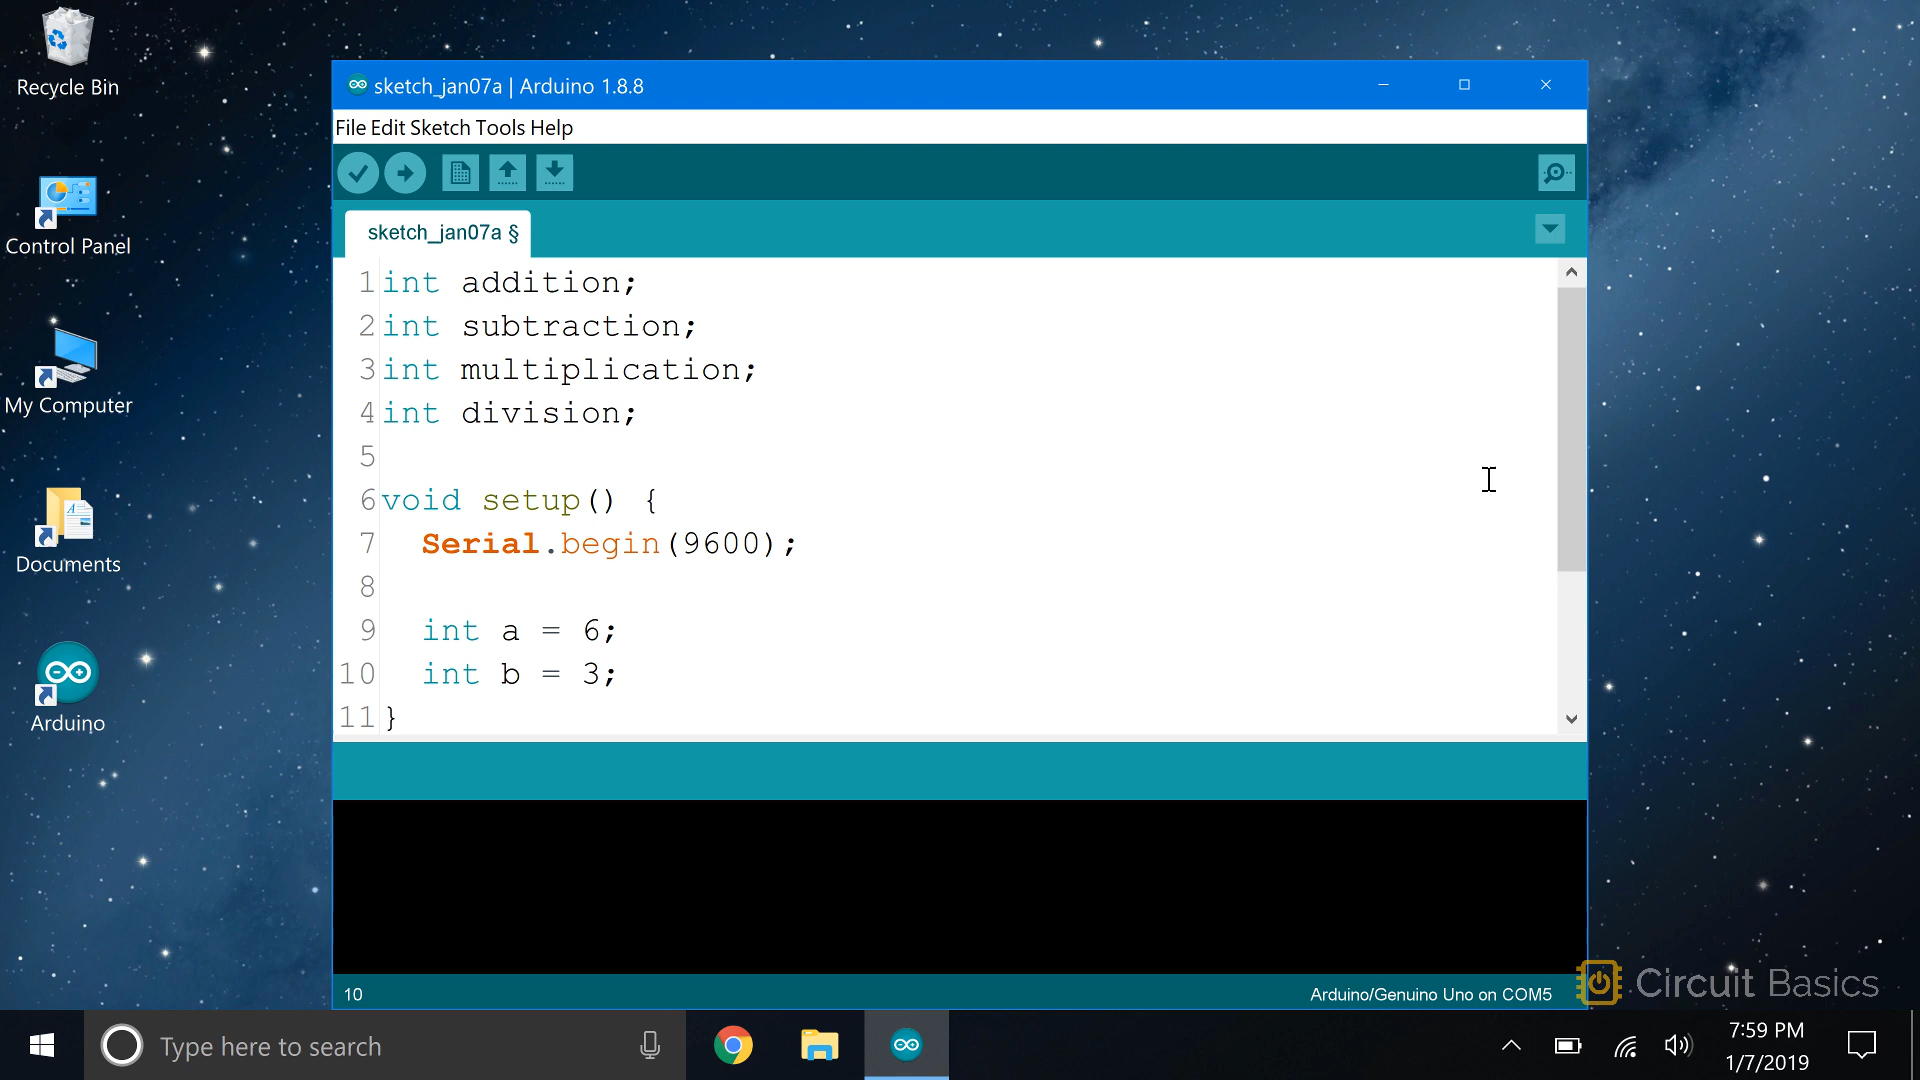 Recycle Bin
Control Panel
My Computer
Documents
Arduino
sketch_jan07a | Arduino 1.8.8
File Edit Sketch Tools Help
sketch_jan07a §
1 int addition;
2 int subtraction;
3 int multiplication;
4 int division;
5
6 void setup() {
7   Serial.begin(9600);
8
9   int a = 6;
10   int b = 3;
11 }
10
Arduino/Genuino Uno on COM5
Circuit Basics
Type here to search
7:59 PM
1/7/2019